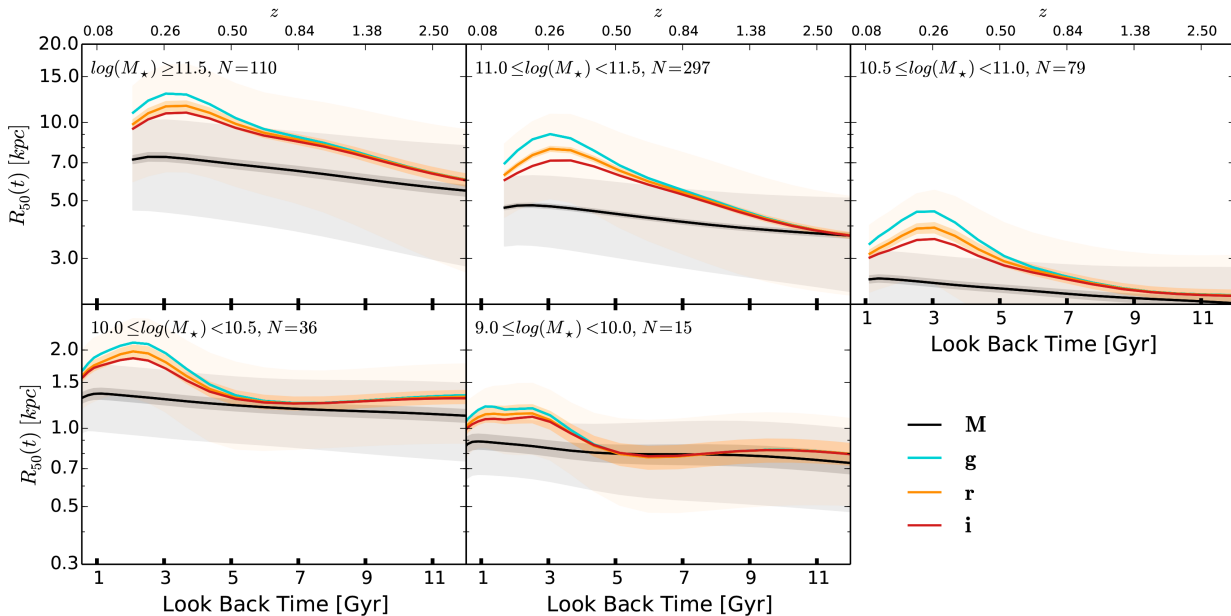 z z z
0.08 0.26 0.50 0.84 1.38 2.50 0.08 0.26 0.50 0.84 1.38 2.50 0.08 0.26 0.50 0.84 1.38 2.50
20.0
log(M⋆) ≥11.5, N=110
11.0 ≤log(M⋆) <11.5, N=297
10.5 ≤log(M⋆) <11.0, N=79
15.0
10.0
7.0
5.0
3.0
R50(t) [kpc]
1 3 5 7 9 11
Look Back Time [Gyr]
10.0 ≤log(M⋆) <10.5, N=36
9.0 ≤log(M⋆) <10.0, N=15
2.0
1.5
1.0
0.7
0.5
0.3
R50(t) [kpc]
1 3 5 7 9 11 1 3 5 7 9 11
Look Back Time [Gyr] Look Back Time [Gyr]
M
g
r
i